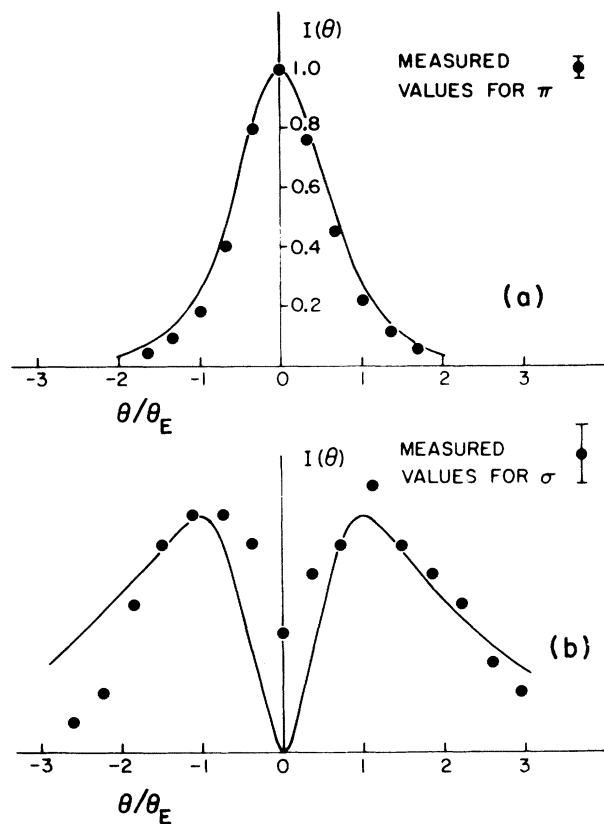 I(θ)
MEASURED
VALUES FOR π
1.0
0.8
0.6
0.4
0.2
(a)
-3 -2 -1 0 1 2 3
θ/θE
I(θ)
MEASURED
VALUES FOR σ
(b)
-3 -2 -1 0 1 2 3
θ/θE